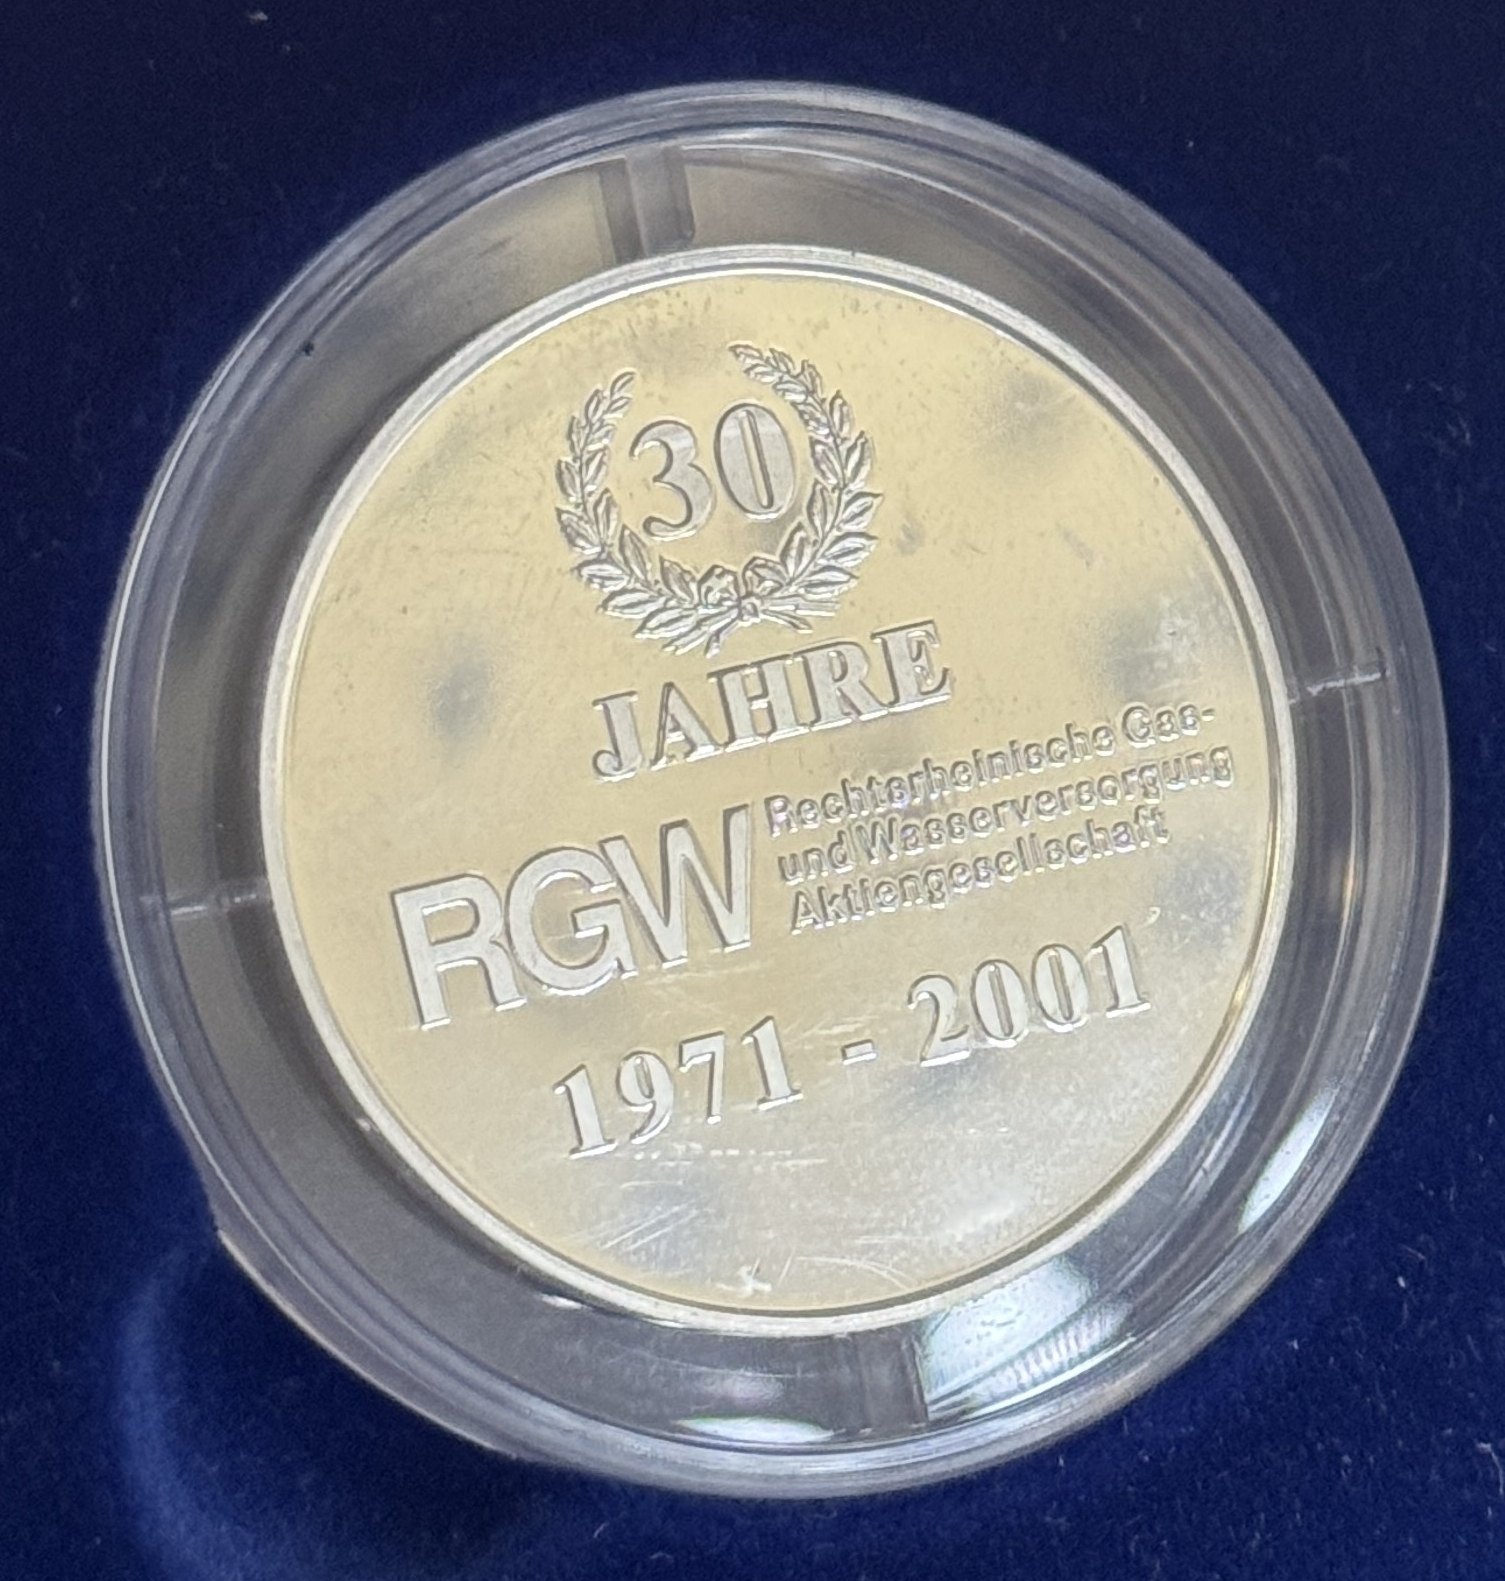 30
JAHRE
RGW
Rechtsrheinische Gas-
und Wasserversorgung
Aktiengesellschaft
1971 - 2001